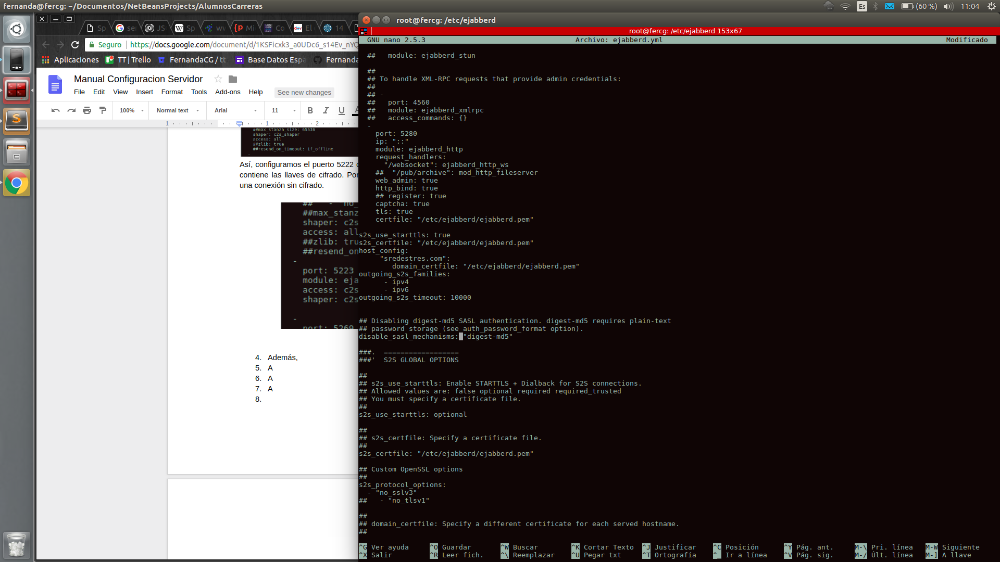 fernanda@fercg: ~/Documentos/NetBeansProjects/AlumnosCarreras
Es
(60 %)
11:04
Sp
se
JS
Sp
wv
Mi
Co
El
14
Seguro
https://docs.google.com/document/d/1KSFicxk3_a0UDc6_s14Ev_nYQ
Aplicaciones
TT | Trello
FernandaCG / tt
Base Datos Espa
Fernanda
Manual Configuracion Servidor
File Edit View Insert Format Tools Add-ons Help See new changes
100% Normal text Arial 11 B I U A
1 1 2
##max_stanza_size: 65536
shaper: c2s_shaper
access: all
##zlib: true
##resend_on_timeout: if_offline
Así, configuramos el puerto 5222
contiene las llaves de cifrado. Por
una conexión sin cifrado.
## - no_
##max_stanz
shaper: c2s
access: all
##zlib: tru
##resend_on
-
port: 5223
module: eja
access: c2s
shaper: c2s
-
port: 5269
4. Además,
5. A
6. A
7. A
8.
root@fercg: /etc/ejabberd
root@fercg: /etc/ejabberd 153x67
GNU nano 2.5.3 Archivo: ejabberd.yml Modificado
## module: ejabberd_stun
##
## To handle XML-RPC requests that provide admin credentials:
##
## -
## port: 4560
## module: ejabberd_xmlrpc
## access_commands: {}
-
port: 5280
ip: "::"
module: ejabberd_http
request_handlers:
"/websocket": ejabberd_http_ws
## "/pub/archive": mod_http_fileserver
web_admin: true
http_bind: true
## register: true
captcha: true
tls: true
certfile: "/etc/ejabberd/ejabberd.pem"
s2s_use_starttls: true
s2s_certfile: "/etc/ejabberd/ejabberd.pem"
host_config:
"sredestres.com":
domain_certfile: "/etc/ejabberd/ejabberd.pem"
outgoing_s2s_families:
- ipv4
- ipv6
outgoing_s2s_timeout: 10000
## Disabling digest-md5 SASL authentication. digest-md5 requires plain-text
## password storage (see auth_password_format option).
disable_sasl_mechanisms: "digest-md5"
###. ==================
###' S2S GLOBAL OPTIONS
##
## s2s_use_starttls: Enable STARTTLS + Dialback for S2S connections.
## Allowed values are: false optional required required_trusted
## You must specify a certificate file.
##
s2s_use_starttls: optional
##
## s2s_certfile: Specify a certificate file.
##
s2s_certfile: "/etc/ejabberd/ejabberd.pem"
## Custom OpenSSL options
##
s2s_protocol_options:
- "no_sslv3"
## - "no_tlsv1"
##
## domain_certfile: Specify a different certificate for each served hostname.
##
^G Ver ayuda ^O Guardar ^W Buscar ^K Cortar Texto ^J Justificar ^C Posición ^Y Pág. ant. M-\ Pri. línea M-W Siguiente
^X Salir ^R Leer fich. ^\ Reemplazar ^U Pegar txt ^T Ortografía ^_ Ir a línea ^V Pág. sig. M-/ Últ. línea M-] A llave